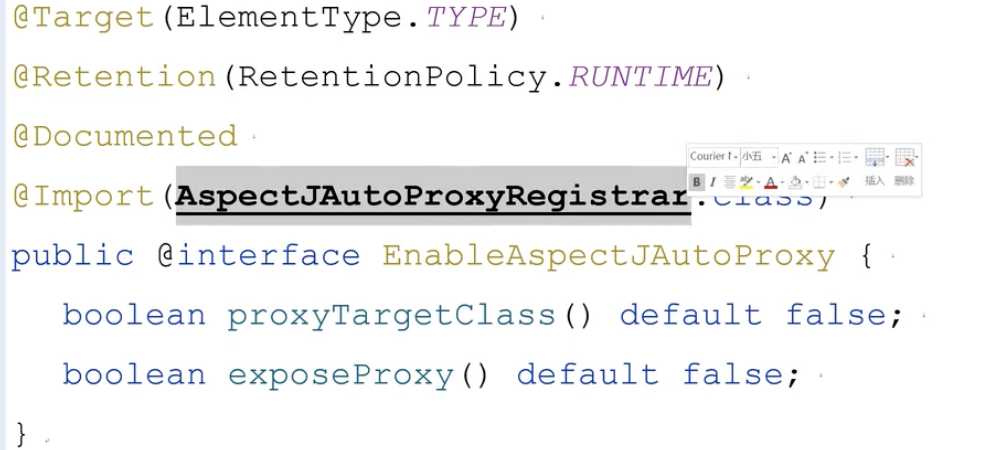 @Target(ElementType.TYPE)
@Retention(RetentionPolicy.RUNTIME)
@Documented
Courier 小五
@Import(AspectJAutoProxyRegistrar.class)
B I A 插入 删除
public @interface EnableAspectJAutoProxy {
boolean proxyTargetClass() default false;
boolean exposeProxy() default false;
}